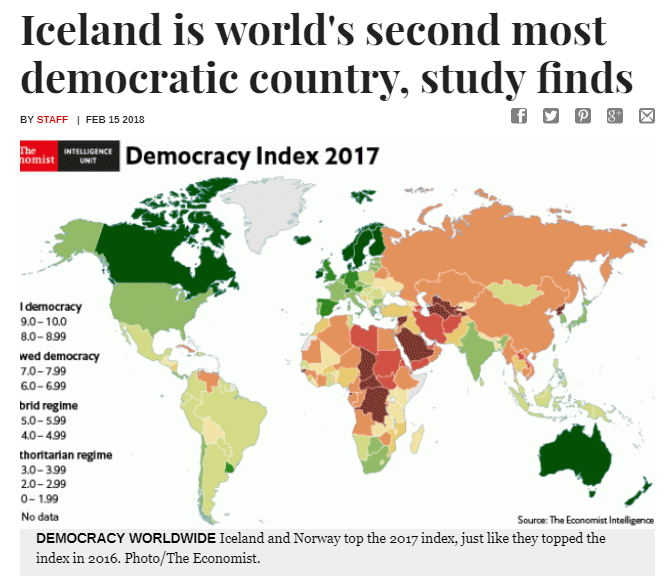 Iceland is world's second most
democratic country, study finds
BY STAFF | FEB 15 2018
The
nomist
INTELLIGENCE
UNIT
Democracy Index 2017
l democracy
9.0 – 10.0
8.0 – 8.99
wed democracy
7.0 – 7.99
6.0 – 6.99
brid regime
5.0 – 5.99
4.0 – 4.99
thoritarian regime
3.0 – 3.99
2.0 – 2.99
0 – 1.99
No data
Source: The Economist Intelligence
DEMOCRACY WORLDWIDE Iceland and Norway top the 2017 index, just like they topped the
index in 2016. Photo/The Economist.